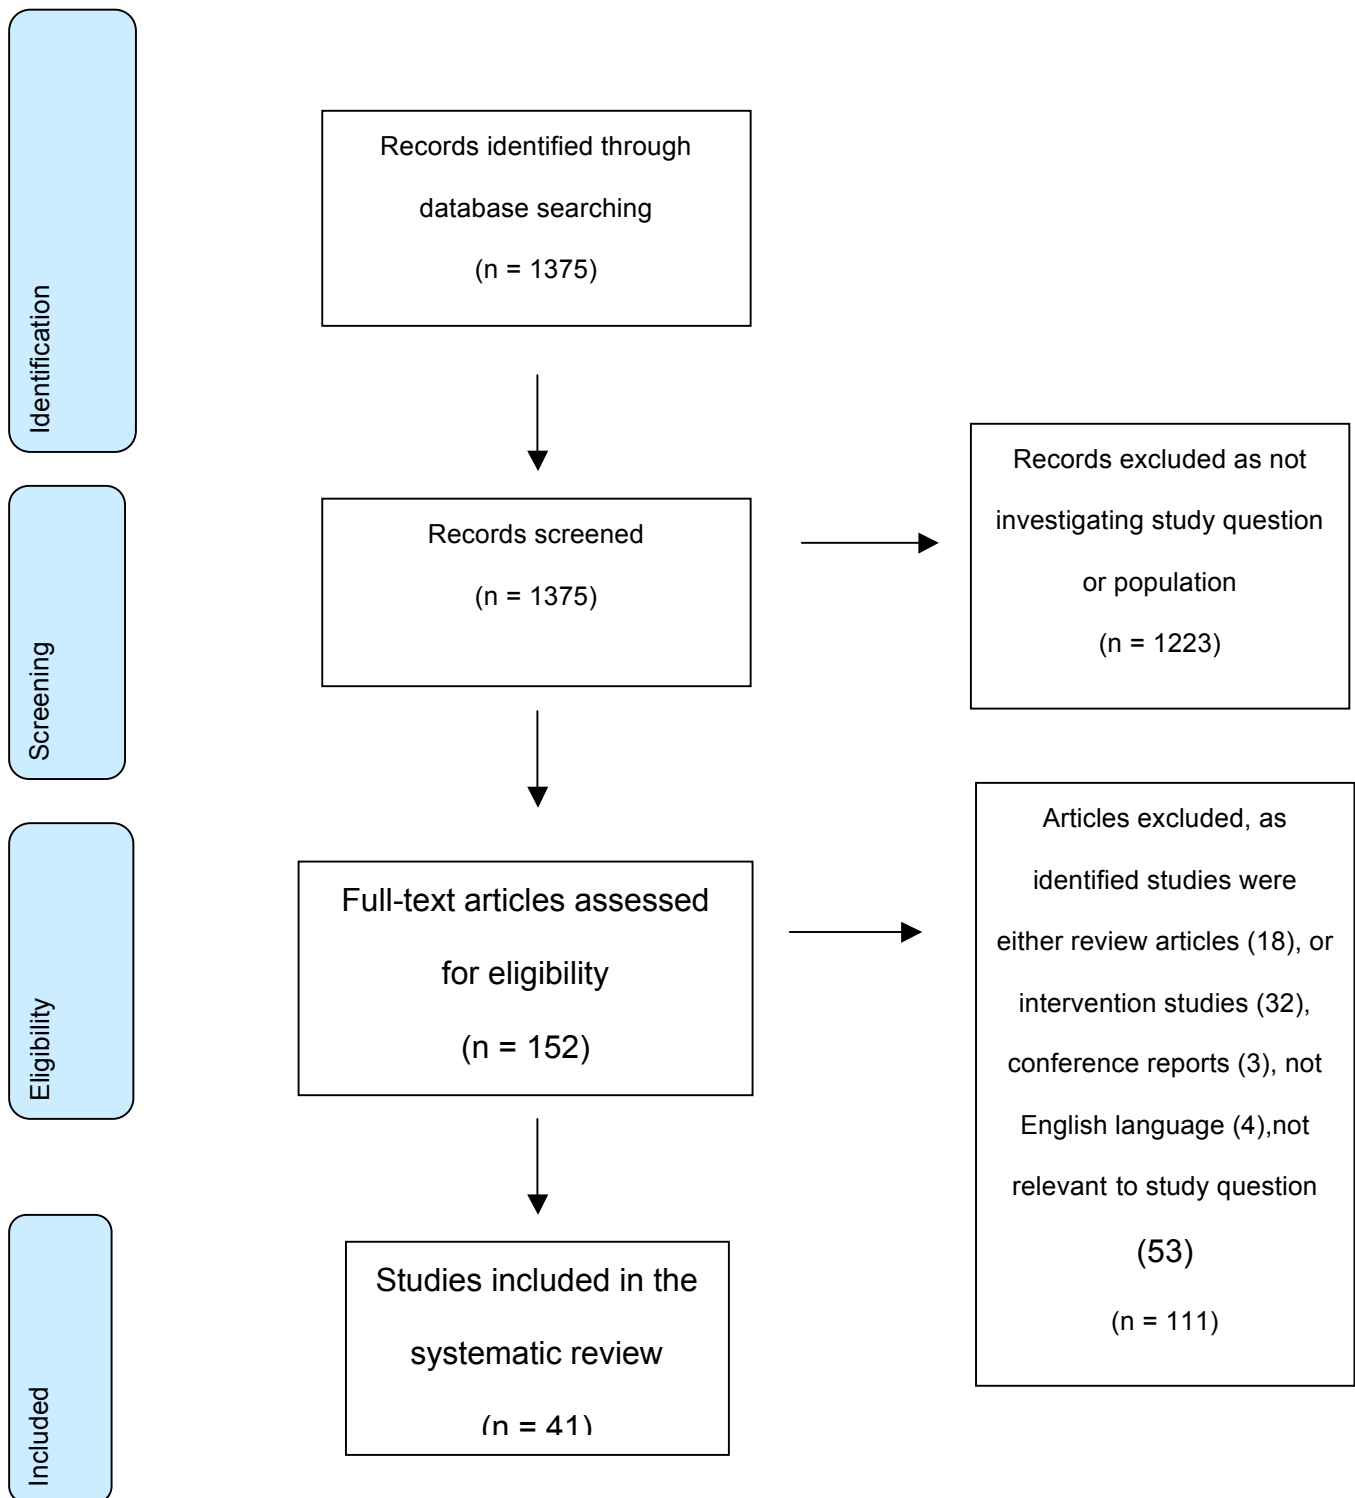 Identification
Records identified through
database searching
(n = 1375)
Screening
Records screened
(n = 1375)
Records excluded as not
investigating study question
or population
(n = 1223)
Eligibility
Full-text articles assessed
for eligibility
(n = 152)
Articles excluded, as
identified studies were
either review articles (18), or
intervention studies (32),
conference reports (3), not
English language (4),not
relevant to study question
(53)
(n = 111)
Included
Studies included in the
systematic review
(n = 41)